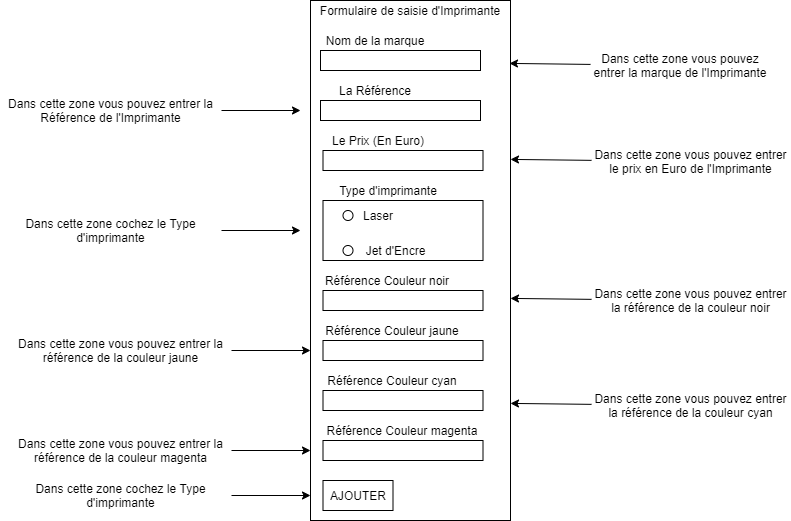 Formulaire de saisie d'Imprimante
Nom de la marque
Dans cette zone vous pouvez
entrer la marque de l'Imprimante
La Référence
Dans cette zone vous pouvez entrer la
Référence de l'Imprimante
Le Prix (En Euro)
Dans cette zone vous pouvez entrer
le prix en Euro de l'Imprimante
Type d'imprimante
Laser
Jet d'Encre
Dans cette zone cochez le Type
d'imprimante
Référence Couleur noir
Dans cette zone vous pouvez entrer
la référence de la couleur noir
Référence Couleur jaune
Dans cette zone vous pouvez entrer la
référence de la couleur jaune
Référence Couleur cyan
Dans cette zone vous pouvez entrer
la référence de la couleur cyan
Référence Couleur magenta
Dans cette zone vous pouvez entrer la
référence de la couleur magenta
Dans cette zone cochez le Type
d'imprimante
AJOUTER